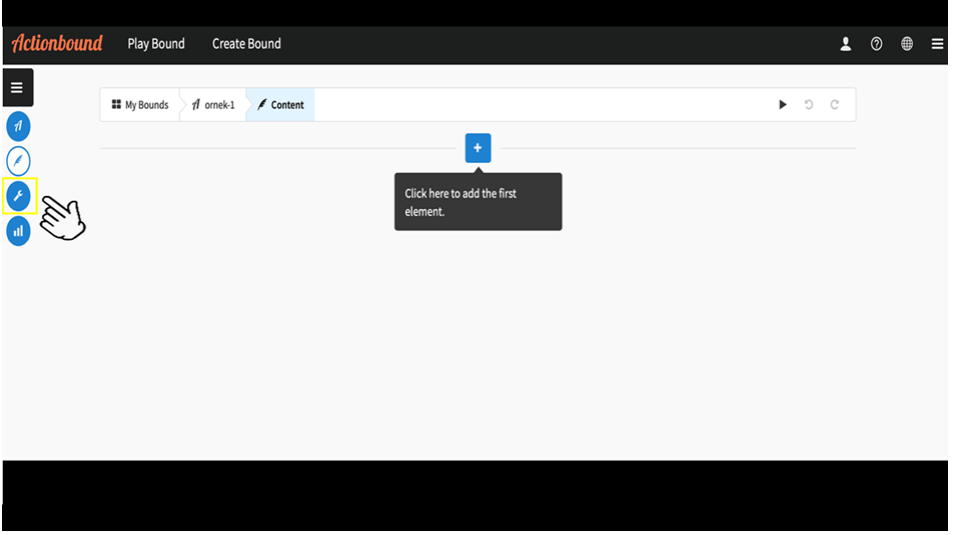 Actionbound Play Bound Create Bound
My Bounds ornek-1 Content
+
Click here to add the first
element.